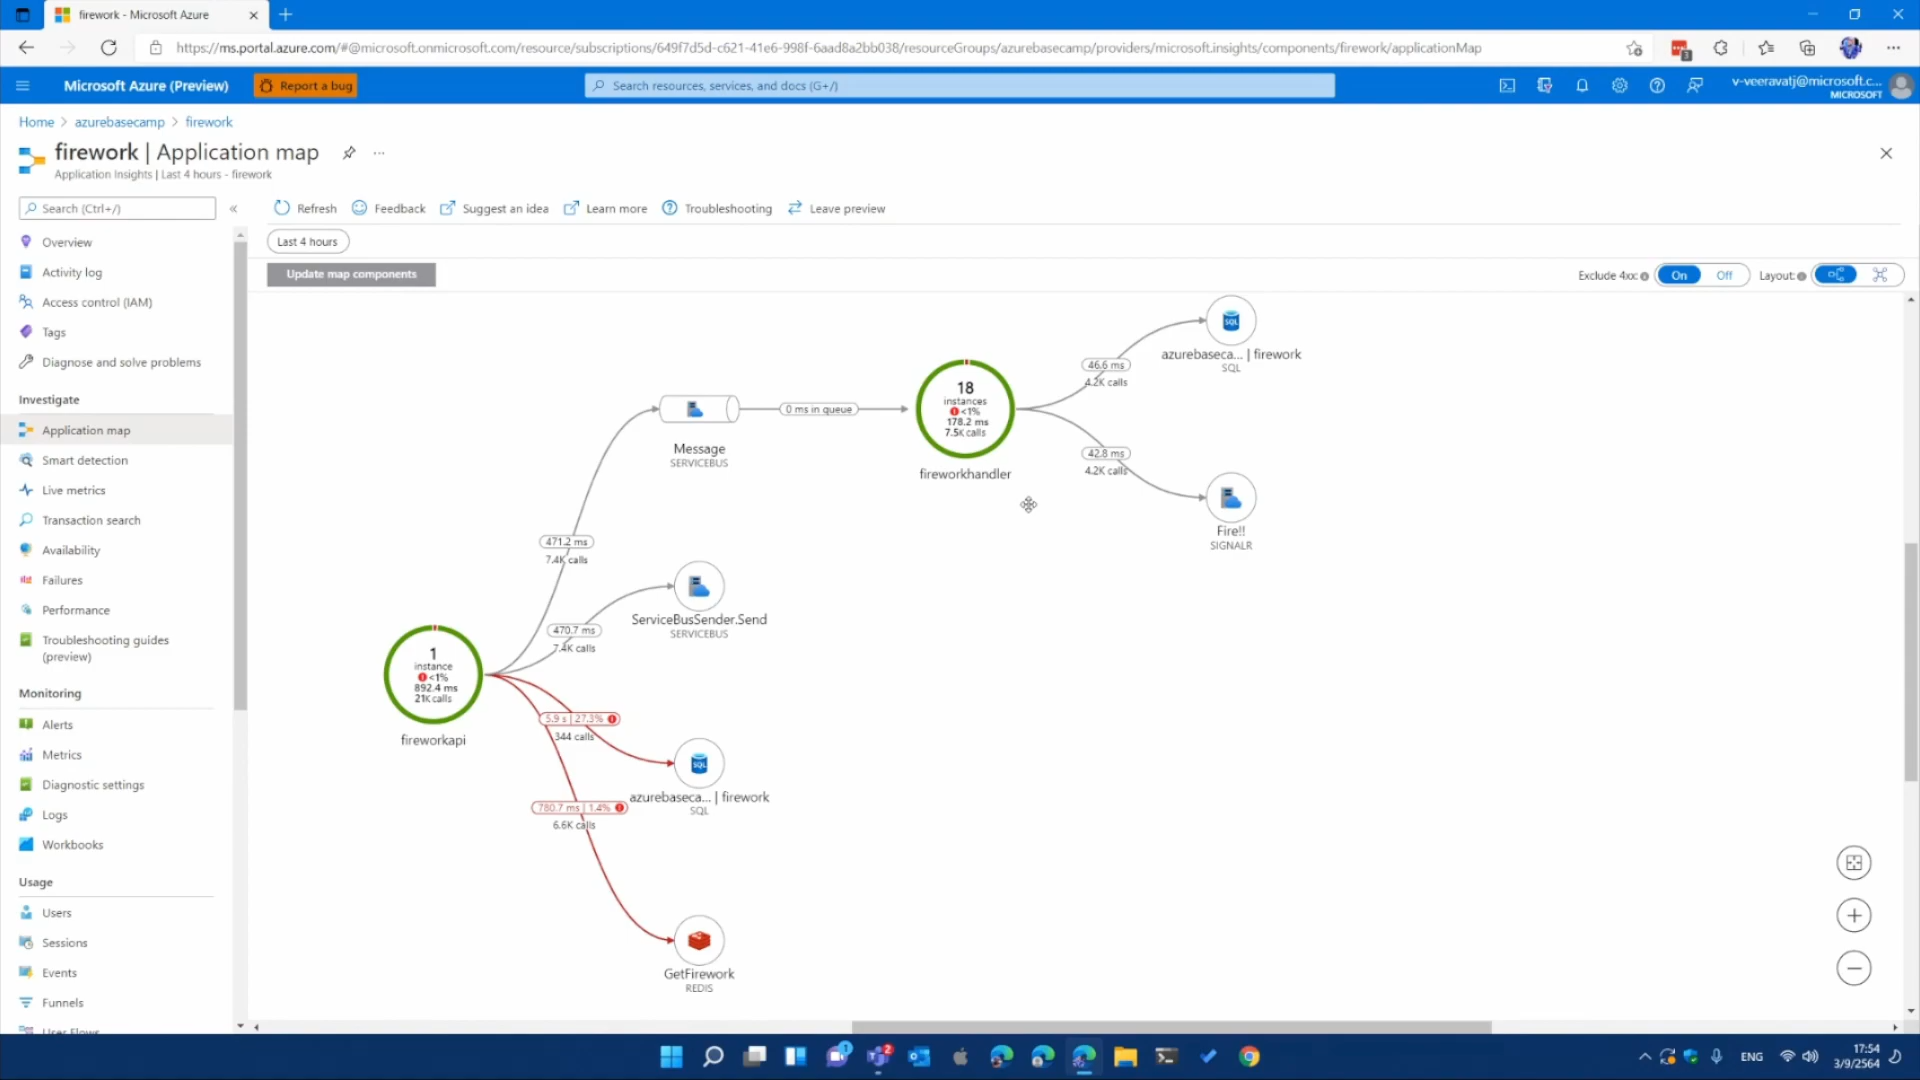 firework - Microsoft Azure
https://ms.portal.azure.com/#@microsoft.onmicrosoft.com/resource/subscriptions/649f7d5d-c621-41e6-998f-6aad8a2bb038/resourceGroups/azurebasecamp/providers/microsoft.insights/components/firework/applicationMap
3
Microsoft Azure (Preview)
Report a bug
Search resources, services, and docs (G+/)
v-veeravatj@microsoft.c...
MICROSOFT
Home > azurebasecamp > firework
firework | Application map
...
Application Insights | Last 4 hours - firework
Search (Ctrl+/)
«
Refresh
Feedback
Suggest an idea
Learn more
Troubleshooting
Leave preview
Last 4 hours
Update map components
Exclude 4xx:
On
Off
Layout:
Overview
Activity log
Access control (IAM)
Tags
Diagnose and solve problems
Investigate
Application map
Smart detection
Live metrics
Transaction search
Availability
Failures
Performance
Troubleshooting guides
(preview)
Monitoring
Alerts
Metrics
Diagnostic settings
Logs
Workbooks
Usage
Users
Sessions
Events
Funnels
User Flows
SQL
azurebaseca... | firework
SQL
46.6 ms
4.2K calls
18
instances
<1%
178.2 ms
7.5K calls
fireworkhandler
0 ms in queue
Message
SERVICEBUS
42.8 ms
4.2K calls
Fire!!
SIGNALR
471.2 ms
7.4K calls
ServiceBusSender.Send
SERVICEBUS
470.7 ms
7.4K calls
1
instance
<1%
892.4 ms
21K calls
fireworkapi
5.9 s | 27.3%
344 calls
SQL
azurebaseca... | firework
SQL
780.7 ms | 1.4%
6.6K calls
GetFirework
REDIS
1
2
ENG
17:54
3/9/2564